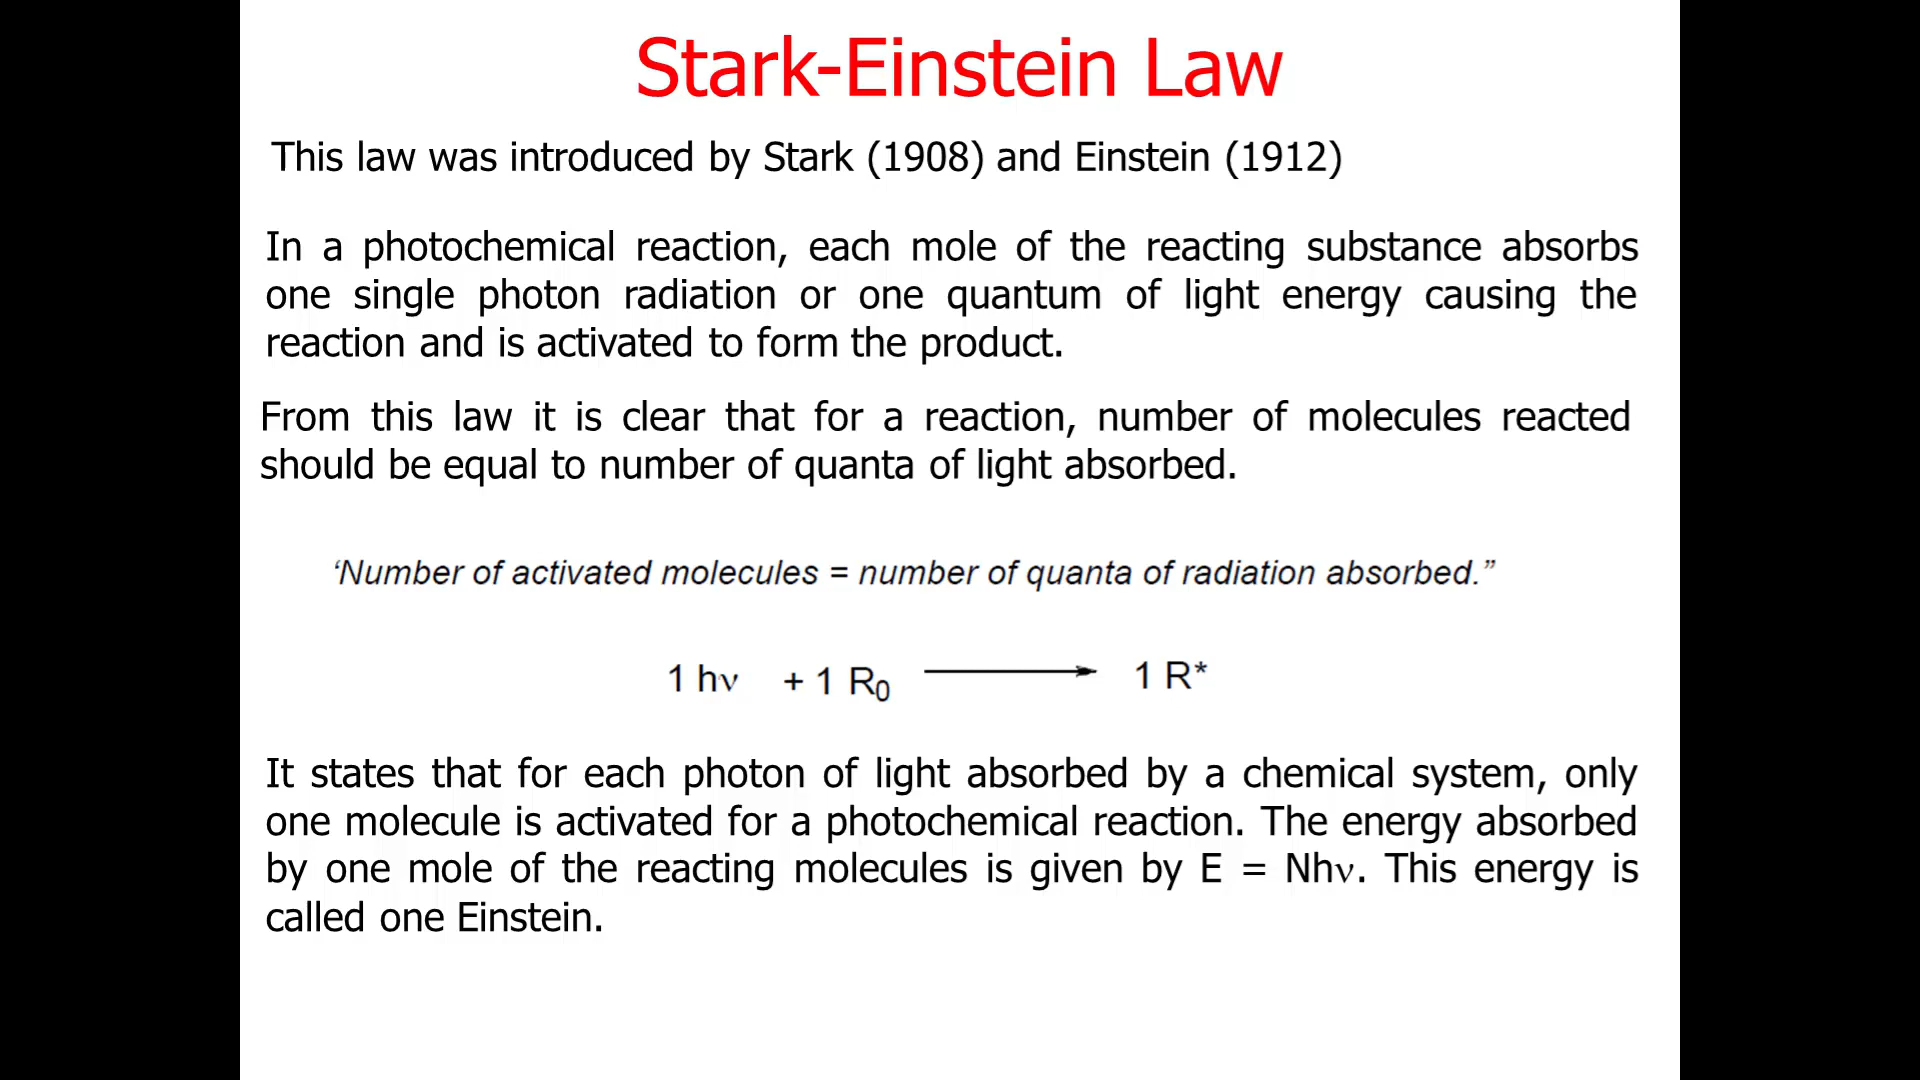 Stark-Einstein Law
This law was introduced by Stark (1908) and Einstein (1912)
In a photochemical reaction, each mole of the reacting substance absorbs
one single photon radiation or one quantum of light energy causing the
reaction and is activated to form the product.
From this law it is clear that for a reaction, number of molecules reacted
should be equal to number of quanta of light absorbed.
‘Number of activated molecules = number of quanta of radiation absorbed.”
1 hν + 1 R₀ ⟶ 1 R*
It states that for each photon of light absorbed by a chemical system, only
one molecule is activated for a photochemical reaction. The energy absorbed
by one mole of the reacting molecules is given by E = Nhν. This energy is
called one Einstein.